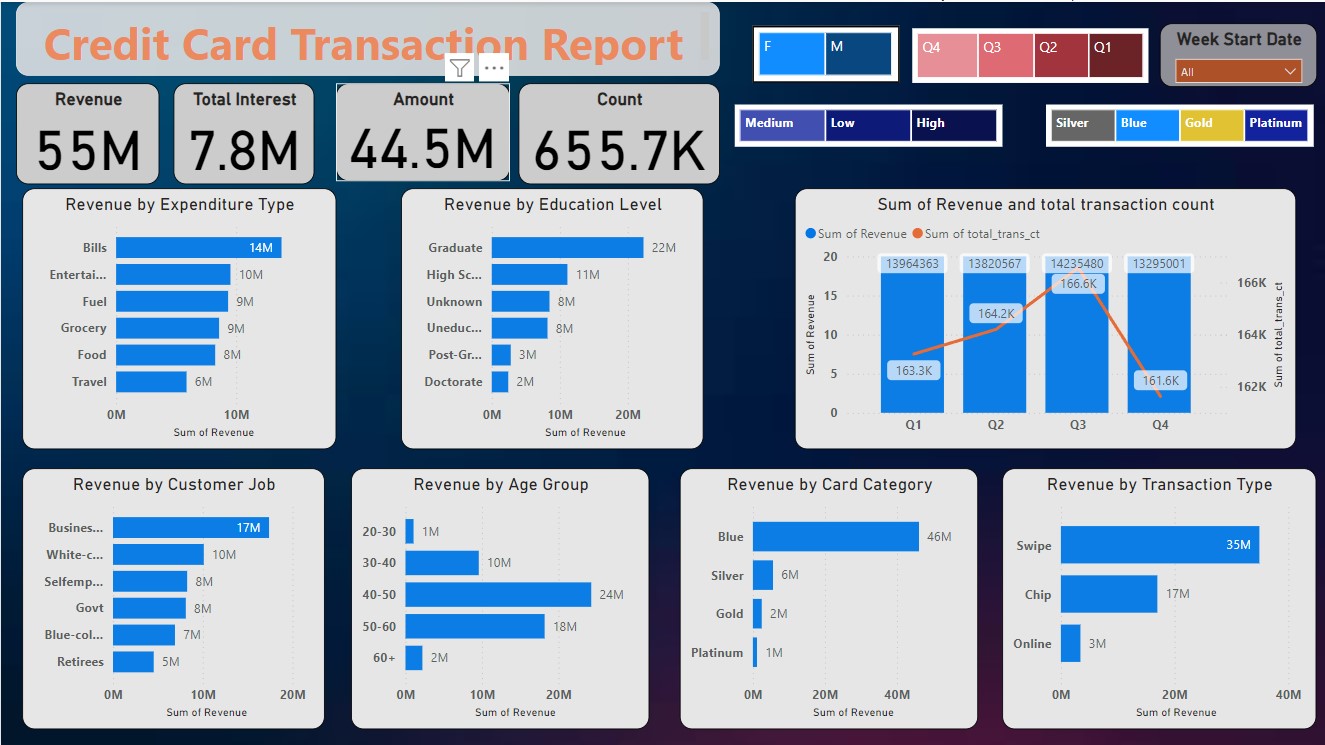 Credit Card Transaction Report
F
M
Q4
Q3
Q2
Q1
Week Start Date
All
Revenue
55M
Total Interest
7.8M
Amount
44.5M
Count
655.7K
Medium
Low
High
Silver
Blue
Gold
Platinum
Revenue by Expenditure Type
Bills
14M
Entertai...
10M
Fuel
9M
Grocery
9M
Food
8M
Travel
6M
0M
10M
Sum of Revenue
Revenue by Education Level
Graduate
22M
High Sc...
11M
Unknown
8M
Uneduc...
8M
Post-Gr...
3M
Doctorate
2M
0M
10M
20M
Sum of Revenue
Sum of Revenue and total transaction count
Sum of Revenue
Sum of total_trans_ct
20
15
10
5
0
Sum of Revenue
13964363
13820567
14235480
13295001
163.3K
164.2K
166.6K
161.6K
166K
164K
162K
Sum of total_trans_ct
Q1
Q2
Q3
Q4
Revenue by Customer Job
Busines...
17M
White-c...
10M
Selfemp...
8M
Govt
8M
Blue-col...
7M
Retirees
5M
0M
10M
20M
Sum of Revenue
Revenue by Age Group
20-30
1M
30-40
10M
40-50
24M
50-60
18M
60+
2M
0M
10M
20M
Sum of Revenue
Revenue by Card Category
Blue
46M
Silver
6M
Gold
2M
Platinum
1M
0M
20M
40M
Sum of Revenue
Revenue by Transaction Type
Swipe
35M
Chip
17M
Online
3M
0M
20M
40M
Sum of Revenue